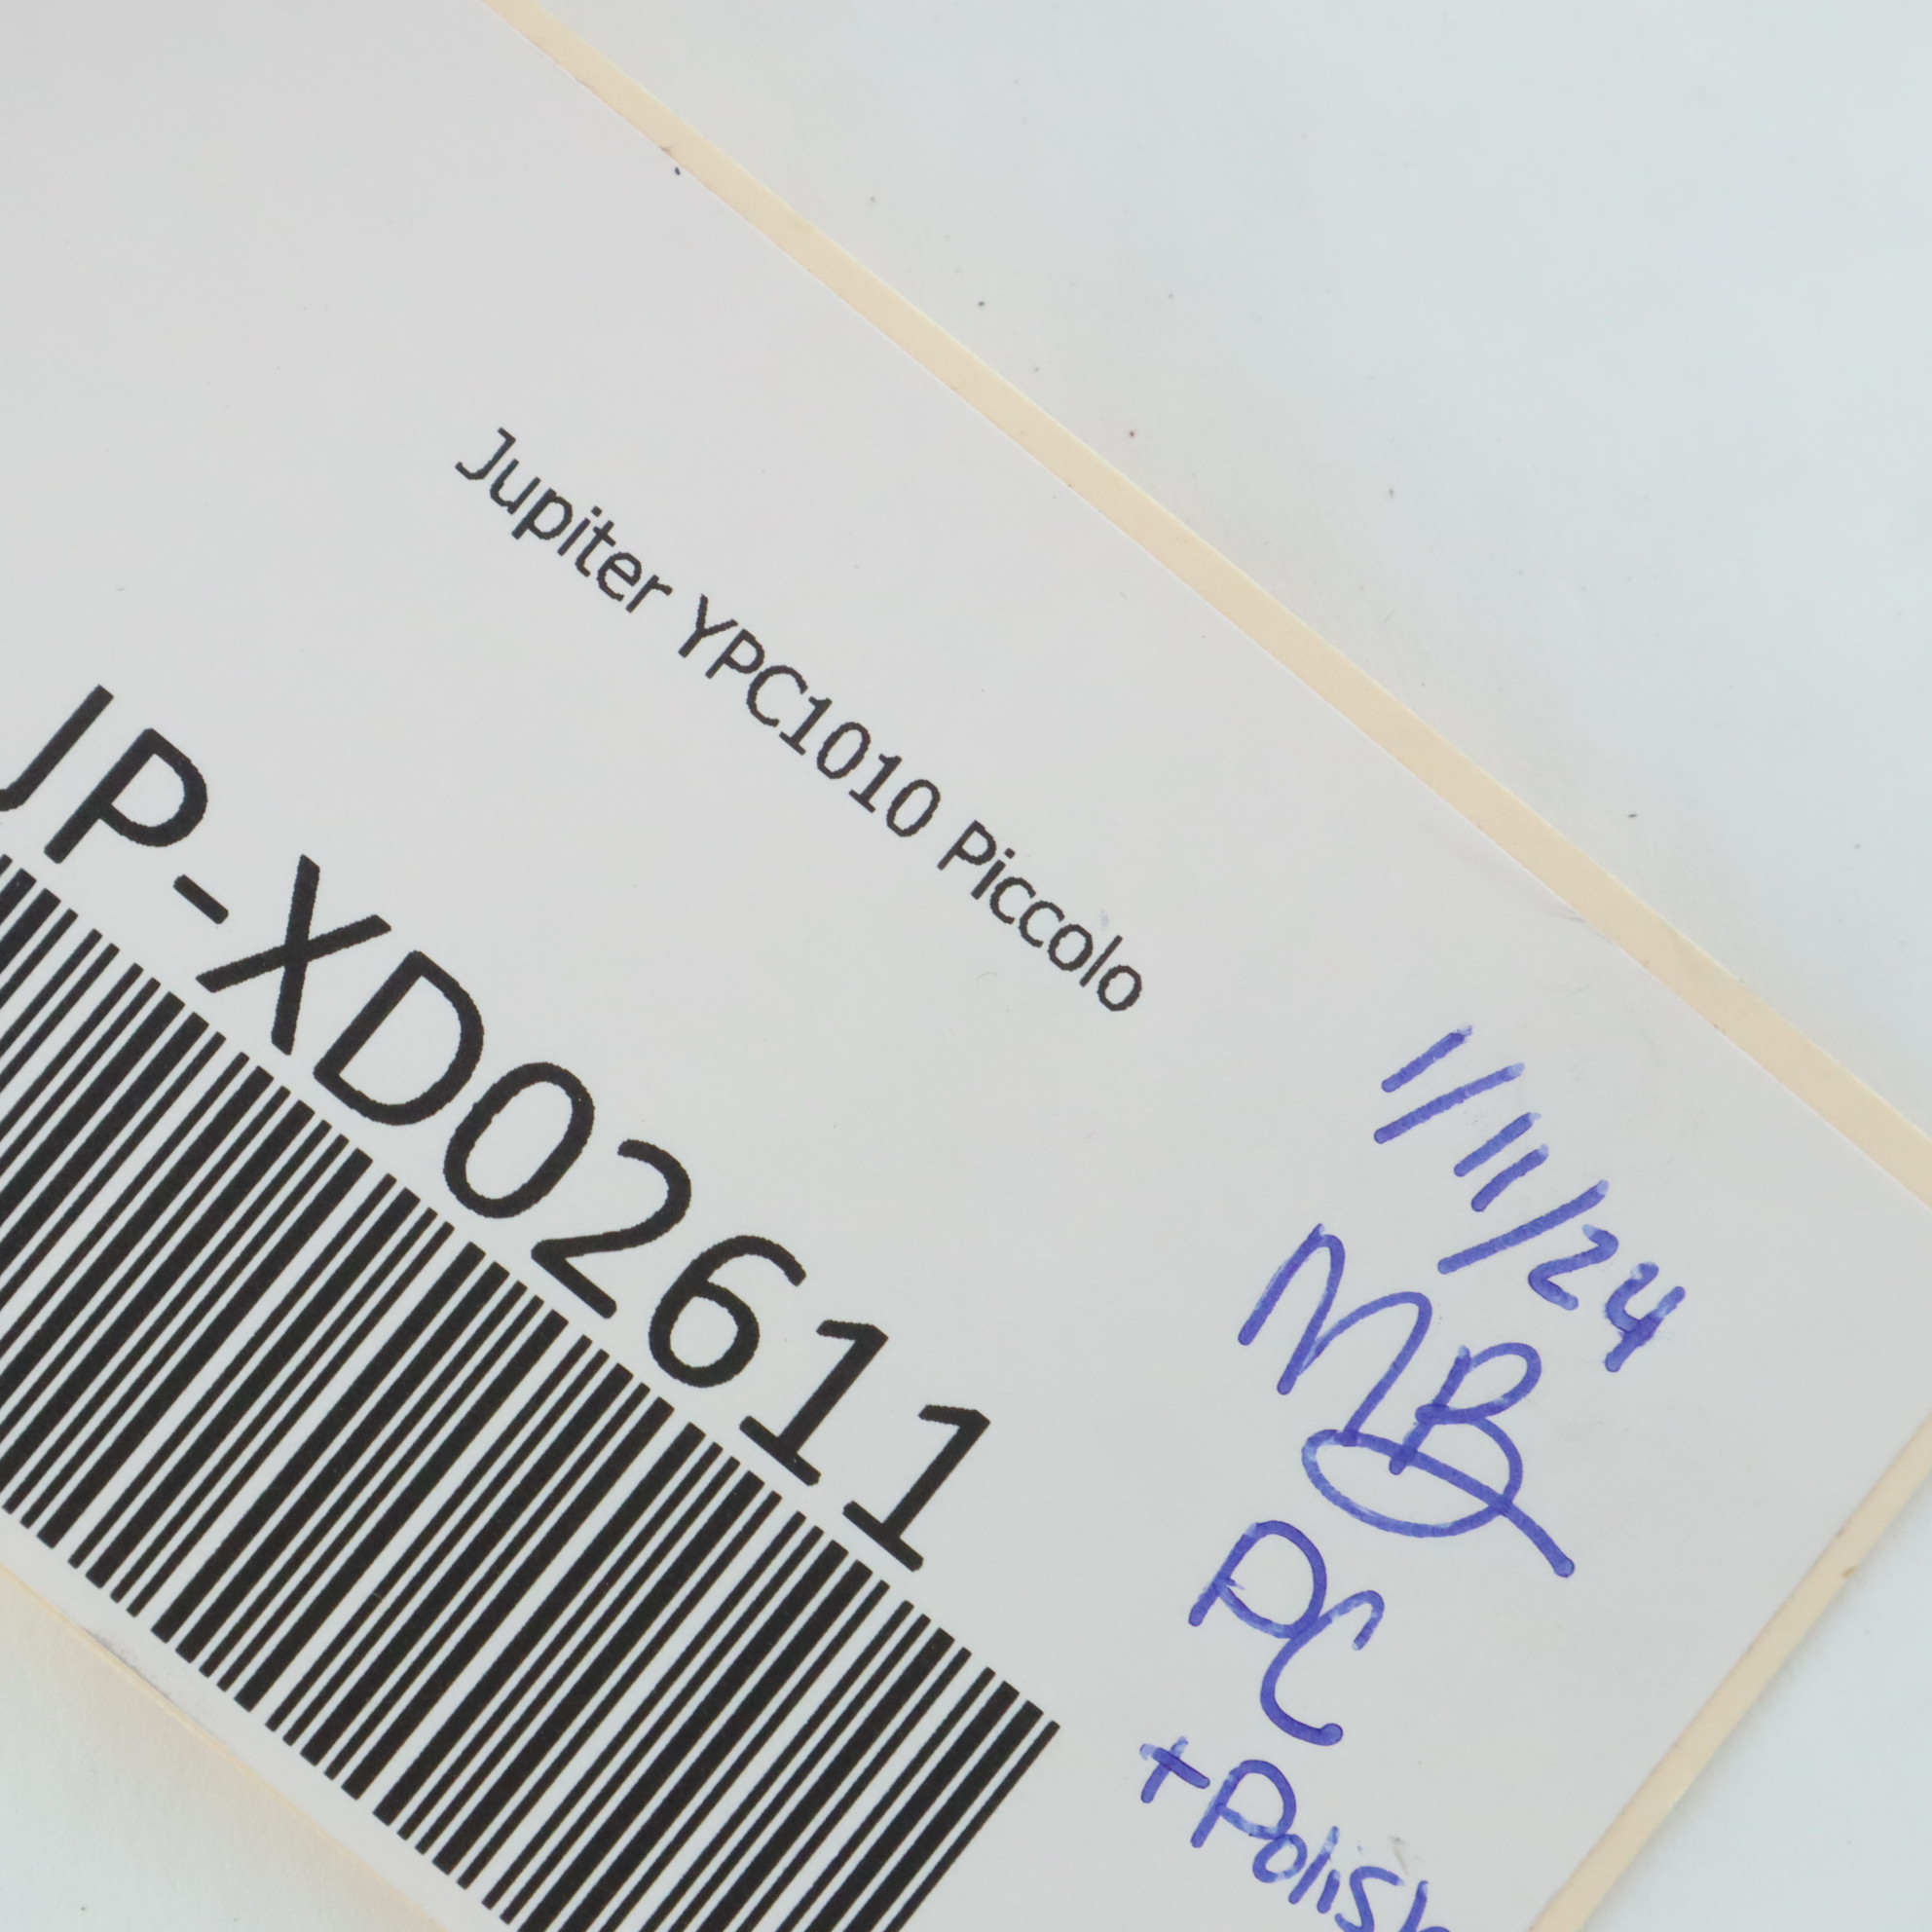 Jupiter YPC1010 Piccolo
JP-XD02611
1/11/24
MB
PC
+Polish